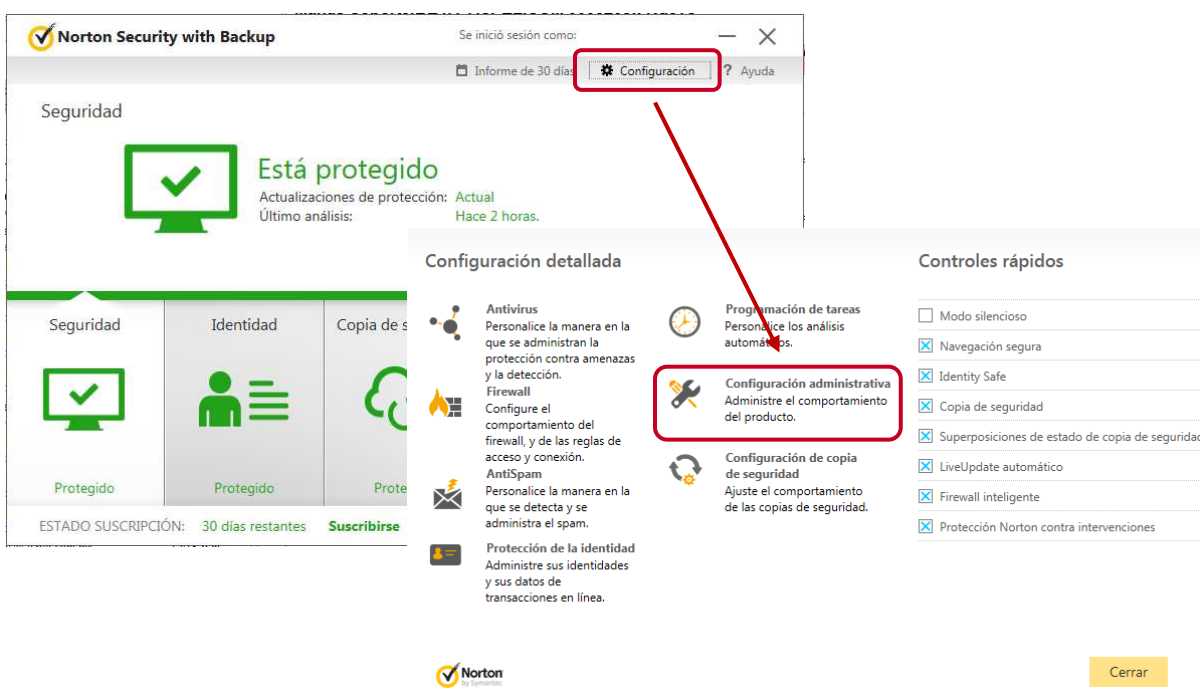 Norton Security with Backup
Se inició sesión como:
Informe de 30 días
Configuración
? Ayuda
Seguridad
Está protegido
Actualizaciones de protección: Actual
Último análisis: Hace 2 horas.
Seguridad
Identidad
Copia de s
Protegido
Protegido
Prote
ESTADO SUSCRIPCIÓN: 30 días restantes Suscribirse
Configuración detallada
Antivirus
Personalice la manera en la
que se administran la
protección contra amenazas
y la detección.
Firewall
Configure el
comportamiento del
firewall, y de las reglas de
acceso y conexión.
AntiSpam
Personalice la manera en la
que se detecta y se
administra el spam.
Protección de la identidad
Administre sus identidades
y sus datos de
transacciones en línea.
Programación de tareas
Personalice los análisis
automáticos.
Configuración administrativa
Administre el comportamiento
del producto.
Configuración de copia
de seguridad
Ajuste el comportamiento
de las copias de seguridad.
Controles rápidos
Modo silencioso
Navegación segura
Identity Safe
Copia de seguridad
Superposiciones de estado de copia de seguridad
LiveUpdate automático
Firewall inteligente
Protección Norton contra intervenciones
Norton
by Symantec
Cerrar